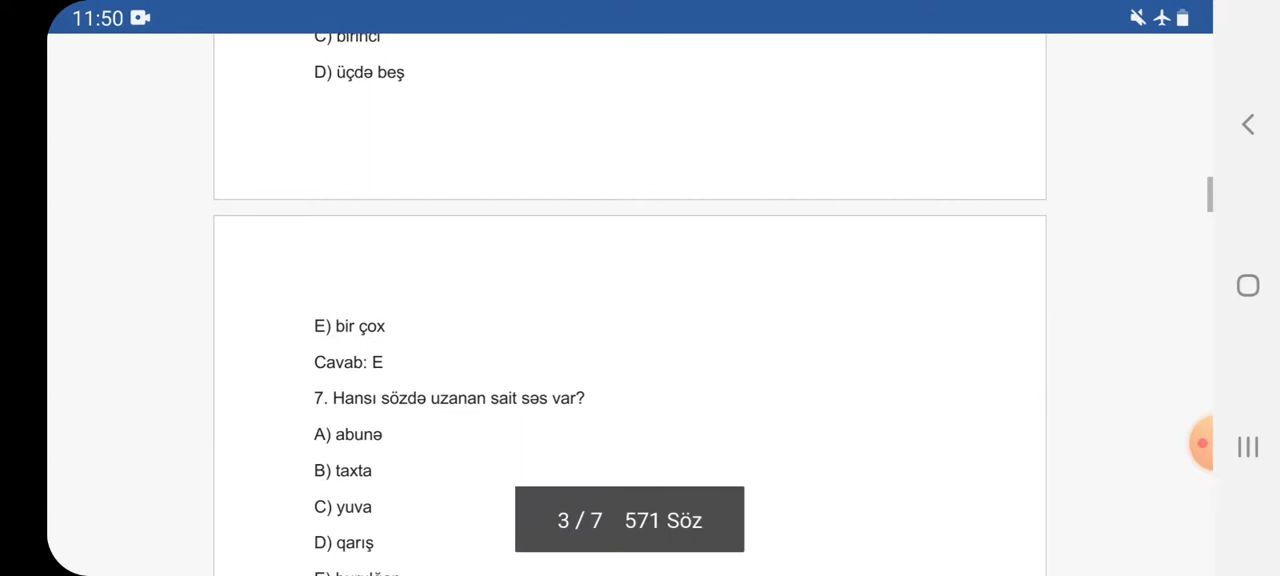 11:50
C) birinci
D) üçdə beş
E) bir çox
Cavab: E
7. Hansı sözdə uzanan sait səs var?
A) abunə
B) taxta
C) yuva
D) qarış
3 / 7 571 Söz